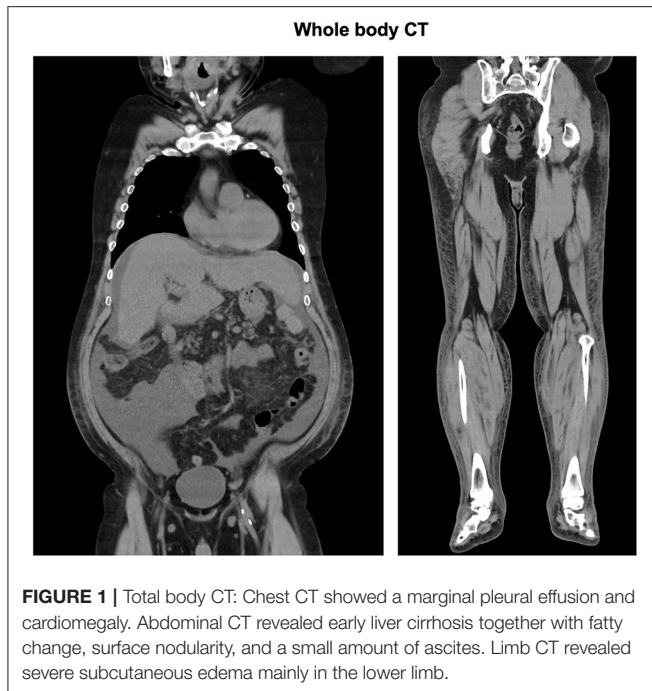 Whole body CT
FIGURE 1 | Total body CT: Chest CT showed a marginal pleural effusion and
cardiomegaly. Abdominal CT revealed early liver cirrhosis together with fatty
change, surface nodularity, and a small amount of ascites. Limb CT revealed
severe subcutaneous edema mainly in the lower limb.